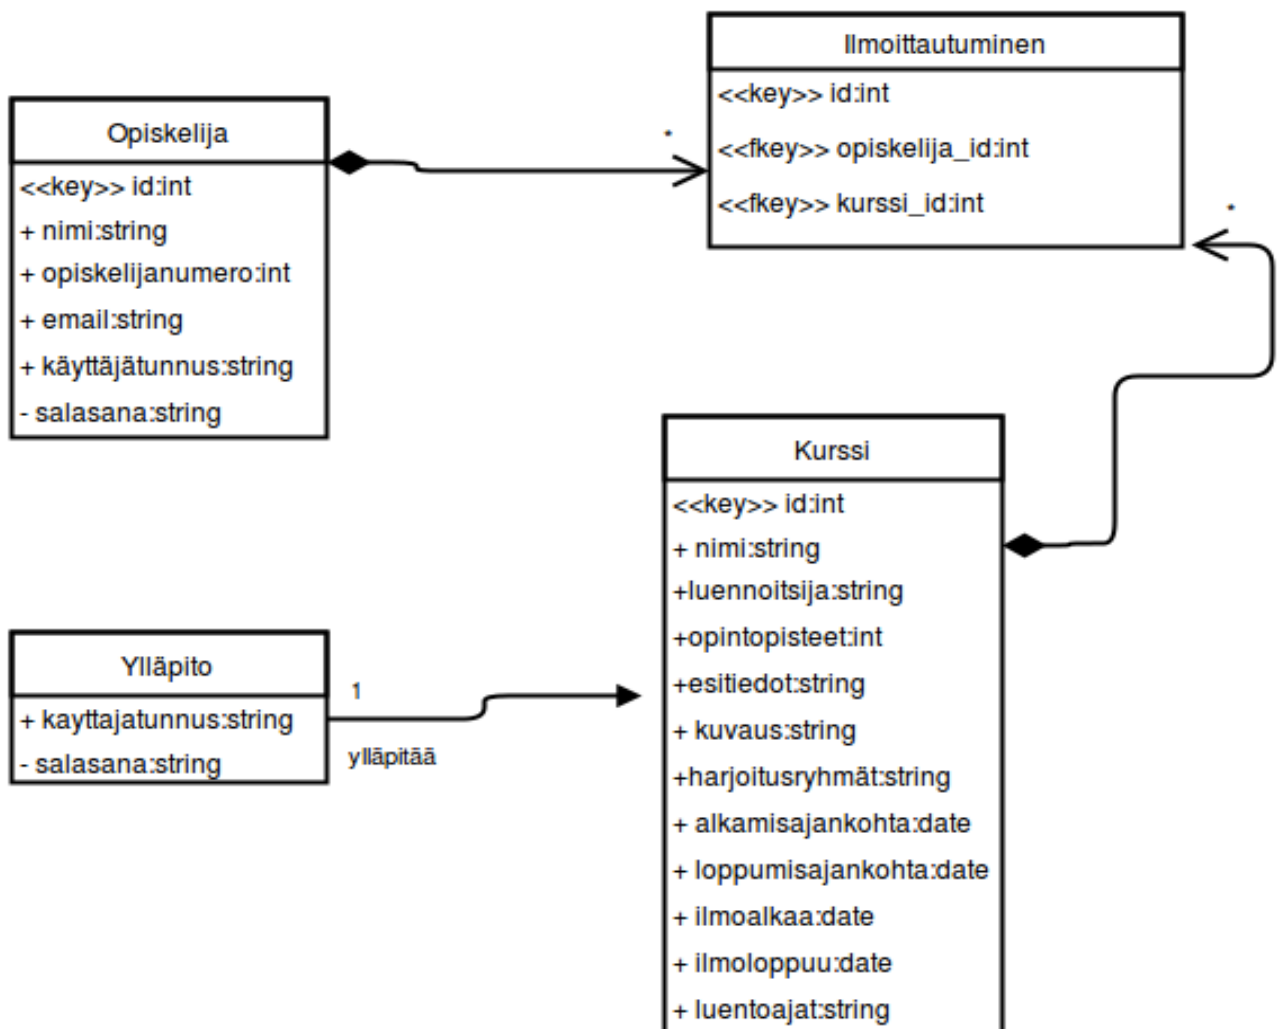 Ilmoittautuminen
<<key>> id:int
<<fkey>> opiskelija_id:int
<<fkey>> kurssi_id:int
*
*
Opiskelija
<<key>> id:int
+ nimi:string
+ opiskelijanumero:int
+ email:string
+ käyttäjätunnus:string
- salasana:string
Kurssi
<<key>> id:int
+ nimi:string
+luennoitsija:string
+opintopisteet:int
+esitiedot:string
+ kuvaus:string
+harjoitusryhmät:string
+ alkamisajankohta:date
+ loppumisajankohta:date
+ ilmoalkaa:date
+ ilmoloppuu:date
+ luentoajat:string
Ylläpito
+ kayttajatunnus:string
- salasana:string
1
ylläpitää